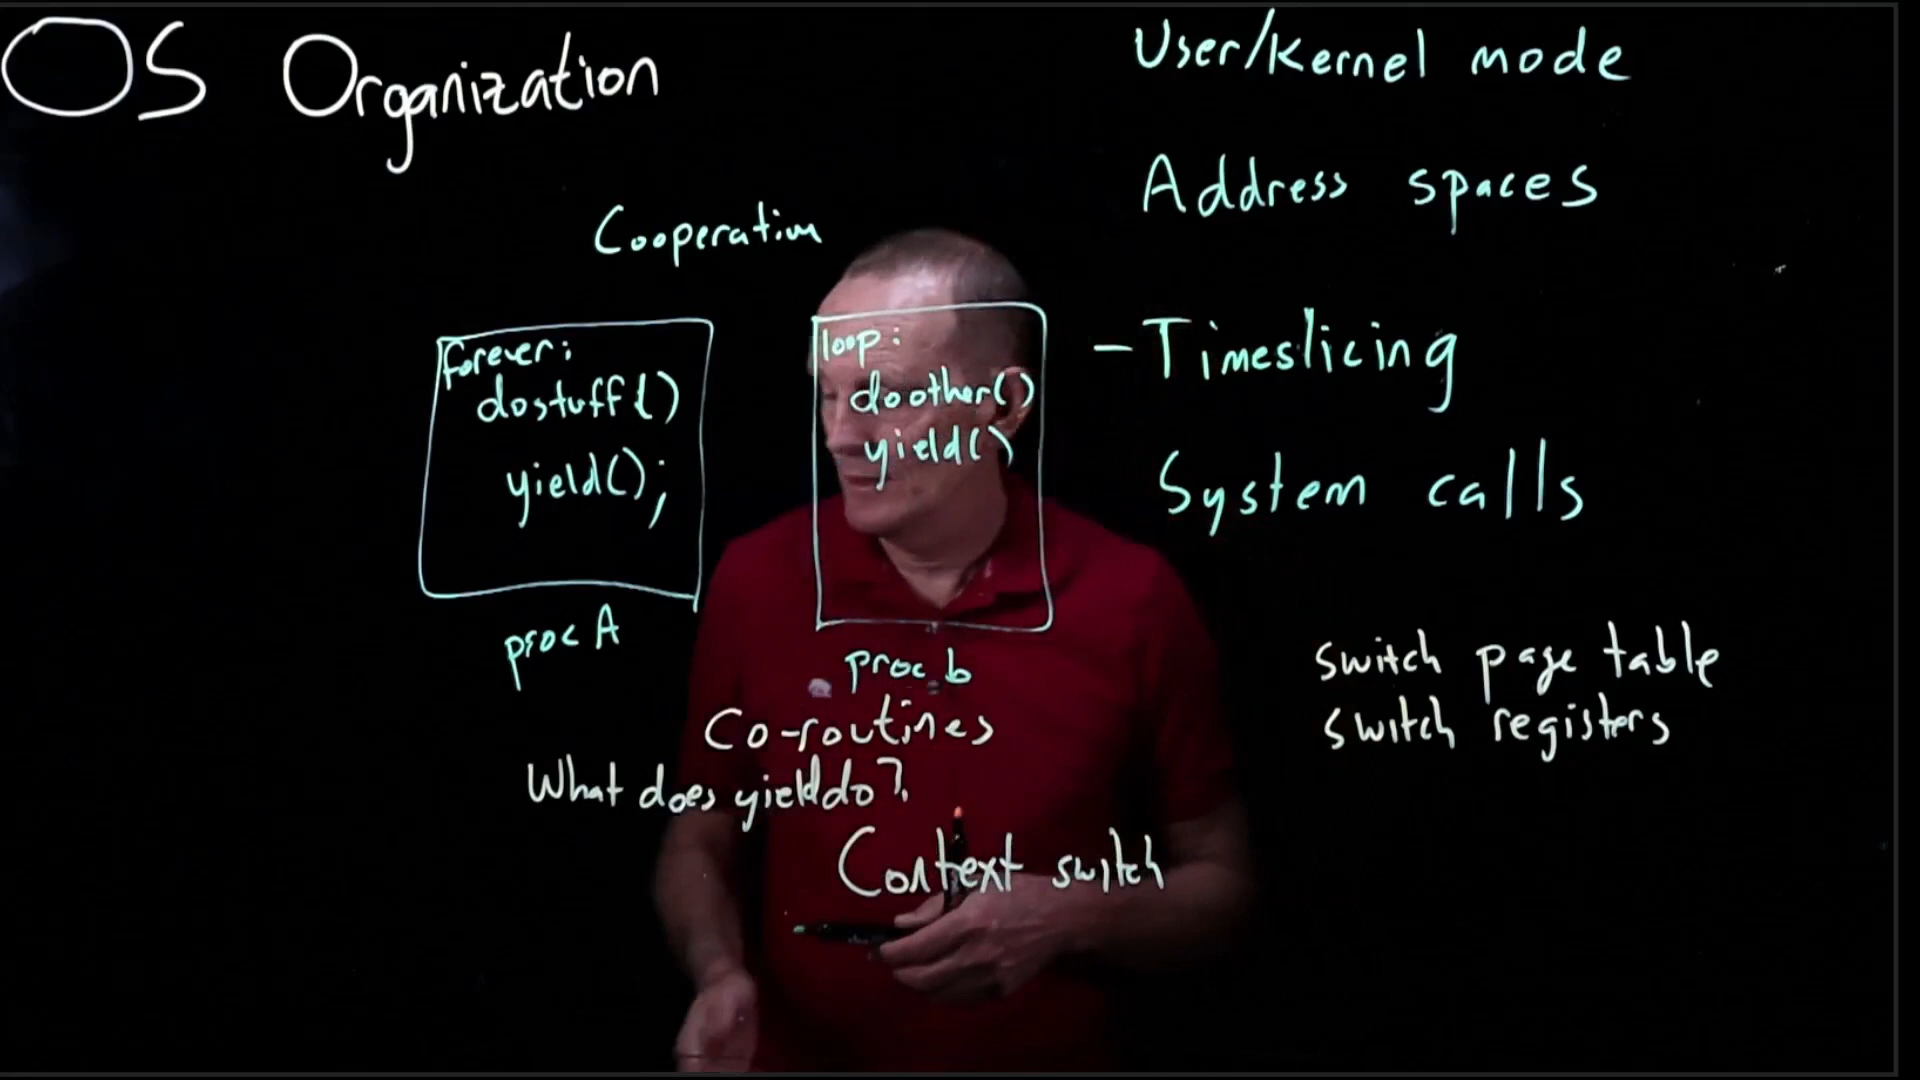 OS Organization
User/Kernel mode
Address spaces
Cooperation
forever:
dostuff()
yield();
proc A
loop:
doother()
yield()
proc b
- Timeslicing
System calls
switch page table
switch registers
Co-routines
What does yield do?
Context switch